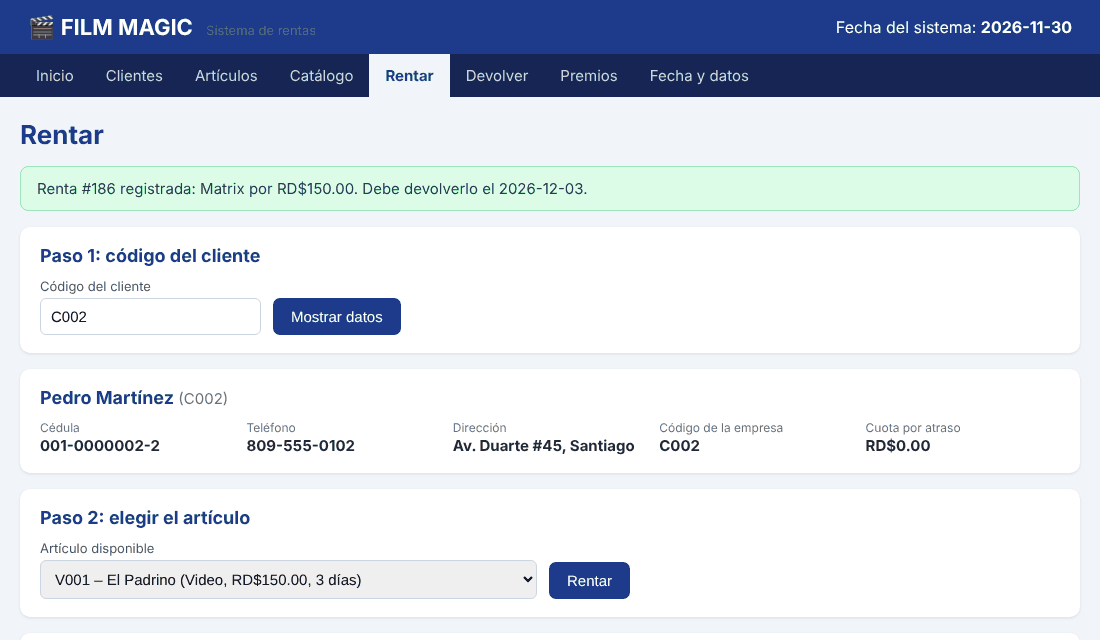 FILM MAGIC Sistema de rentas
Fecha del sistema: 2026-11-30
Inicio Clientes Artículos Catálogo Rentar Devolver Premios Fecha y datos
Rentar
Renta #186 registrada: Matrix por RD$150.00. Debe devolverlo el 2026-12-03.
Paso 1: código del cliente
Código del cliente
C002 Mostrar datos
Pedro Martínez (C002)
Cédula Teléfono Dirección Código de la empresa Cuota por atraso
001-0000002-2 809-555-0102 Av. Duarte #45, Santiago C002 RD$0.00
Paso 2: elegir el artículo
Artículo disponible
V001 – El Padrino (Video, RD$150.00, 3 días) Rentar